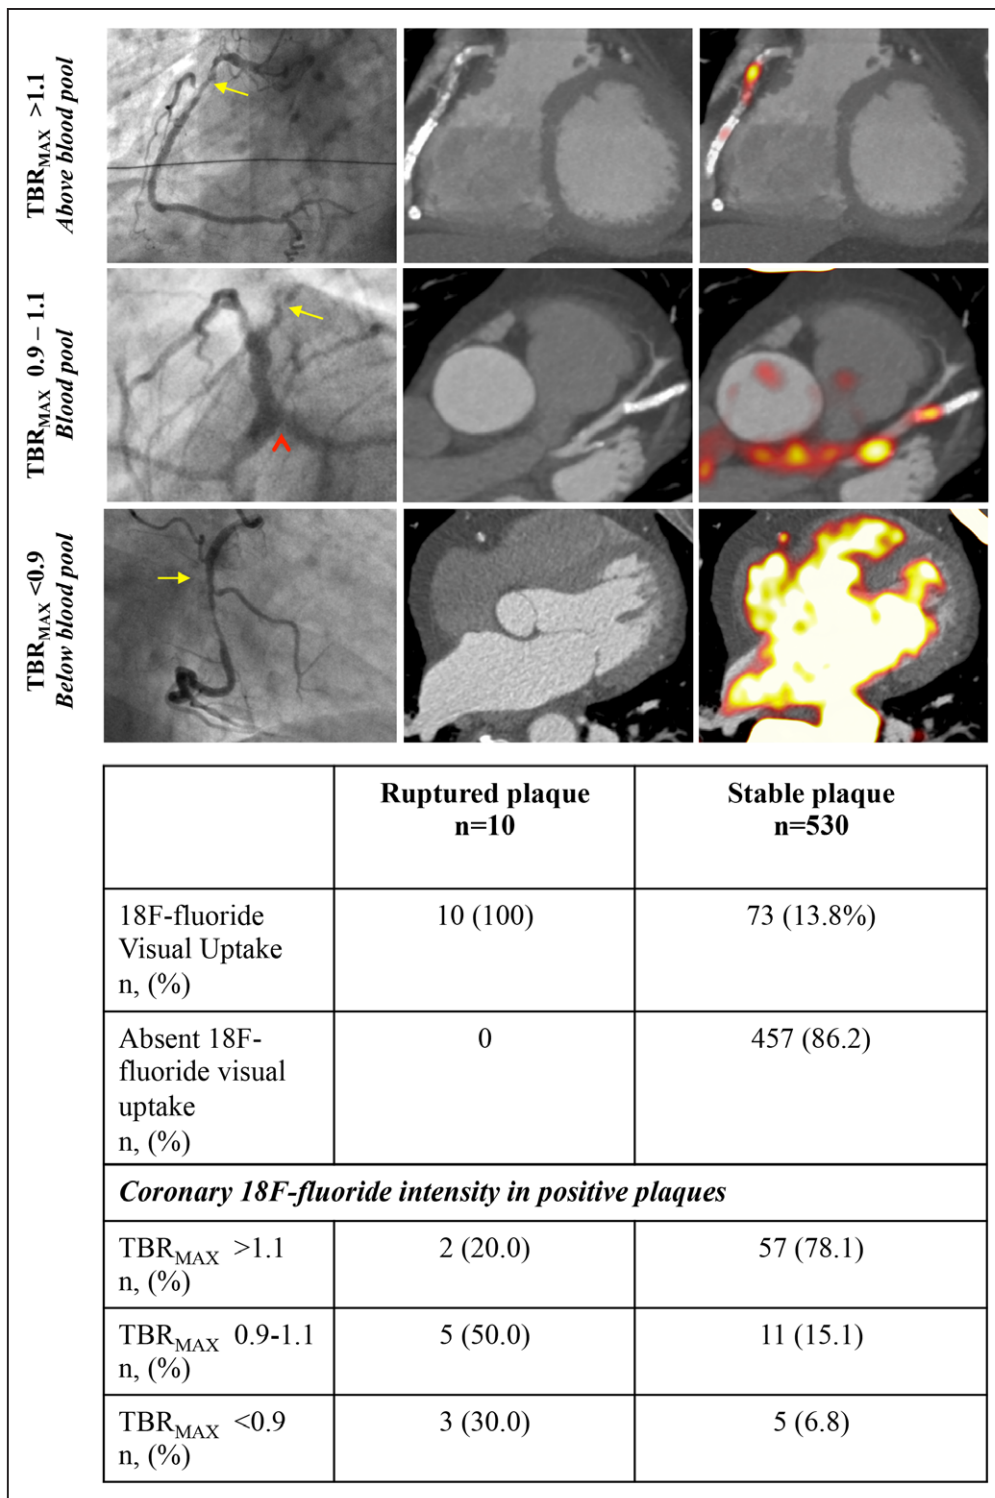 TBRMAX >1.1
Above blood pool
TBRMAX 0.9 – 1.1
Blood pool
TBRMAX <0.9
Below blood pool
Ruptured plaque
n=10
Stable plaque
n=530
18F-fluoride
Visual Uptake
n, (%)
10 (100)
73 (13.8%)
Absent 18F-
fluoride visual
uptake
n, (%)
0
457 (86.2)
Coronary 18F-fluoride intensity in positive plaques
TBRMAX >1.1
n, (%)
2 (20.0)
57 (78.1)
TBRMAX 0.9-1.1
n, (%)
5 (50.0)
11 (15.1)
TBRMAX <0.9
n, (%)
3 (30.0)
5 (6.8)